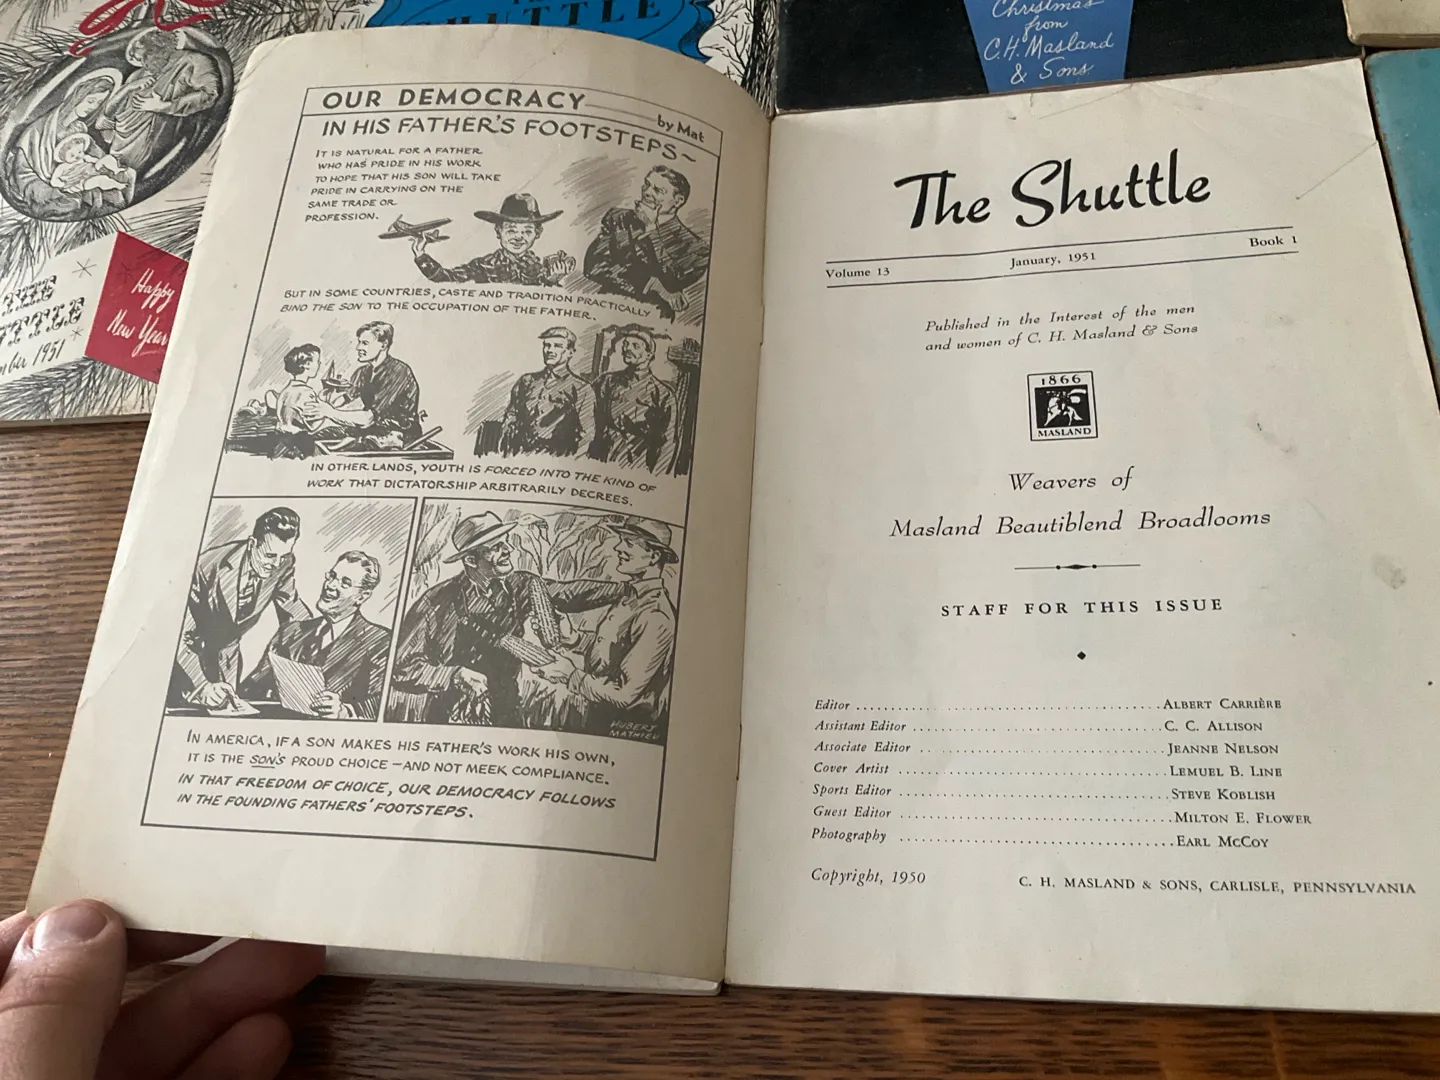 SHUTTLE
Christmas
from
C.H. Masland
& Sons
Happy
New Year
1951
OUR DEMOCRACY by Mat
IN HIS FATHER'S FOOTSTEPS~
IT IS NATURAL FOR A FATHER
WHO HAS PRIDE IN HIS WORK
TO HOPE THAT HIS SON WILL TAKE
PRIDE IN CARRYING ON THE
SAME TRADE OR
PROFESSION.
BUT IN SOME COUNTRIES, CASTE AND TRADITION PRACTICALLY
BIND THE SON TO THE OCCUPATION OF THE FATHER.
IN OTHER LANDS, YOUTH IS FORCED INTO THE KIND OF
WORK THAT DICTATORSHIP ARBITRARILY DECREES.
HUBERT
MATHIEU
IN AMERICA, IF A SON MAKES HIS FATHER'S WORK HIS OWN,
IT IS THE SON'S PROUD CHOICE—AND NOT MEEK COMPLIANCE.
IN THAT FREEDOM OF CHOICE, OUR DEMOCRACY FOLLOWS
IN THE FOUNDING FATHERS' FOOTSTEPS.
The Shuttle
Volume 13 January, 1951 Book 1
Published in the Interest of the men
and women of C. H. Masland & Sons
1866
MASLAND
Weavers of
Masland Beautiblend Broadlooms
STAFF FOR THIS ISSUE
Editor ALBERT CARRIÈRE
Assistant Editor C. C. ALLISON
Associate Editor JEANNE NELSON
Cover Artist LEMUEL B. LINE
Sports Editor STEVE KOBLISH
Guest Editor MILTON E. FLOWER
Photography EARL MCCOY
Copyright, 1950 C. H. MASLAND & SONS, CARLISLE, PENNSYLVANIA